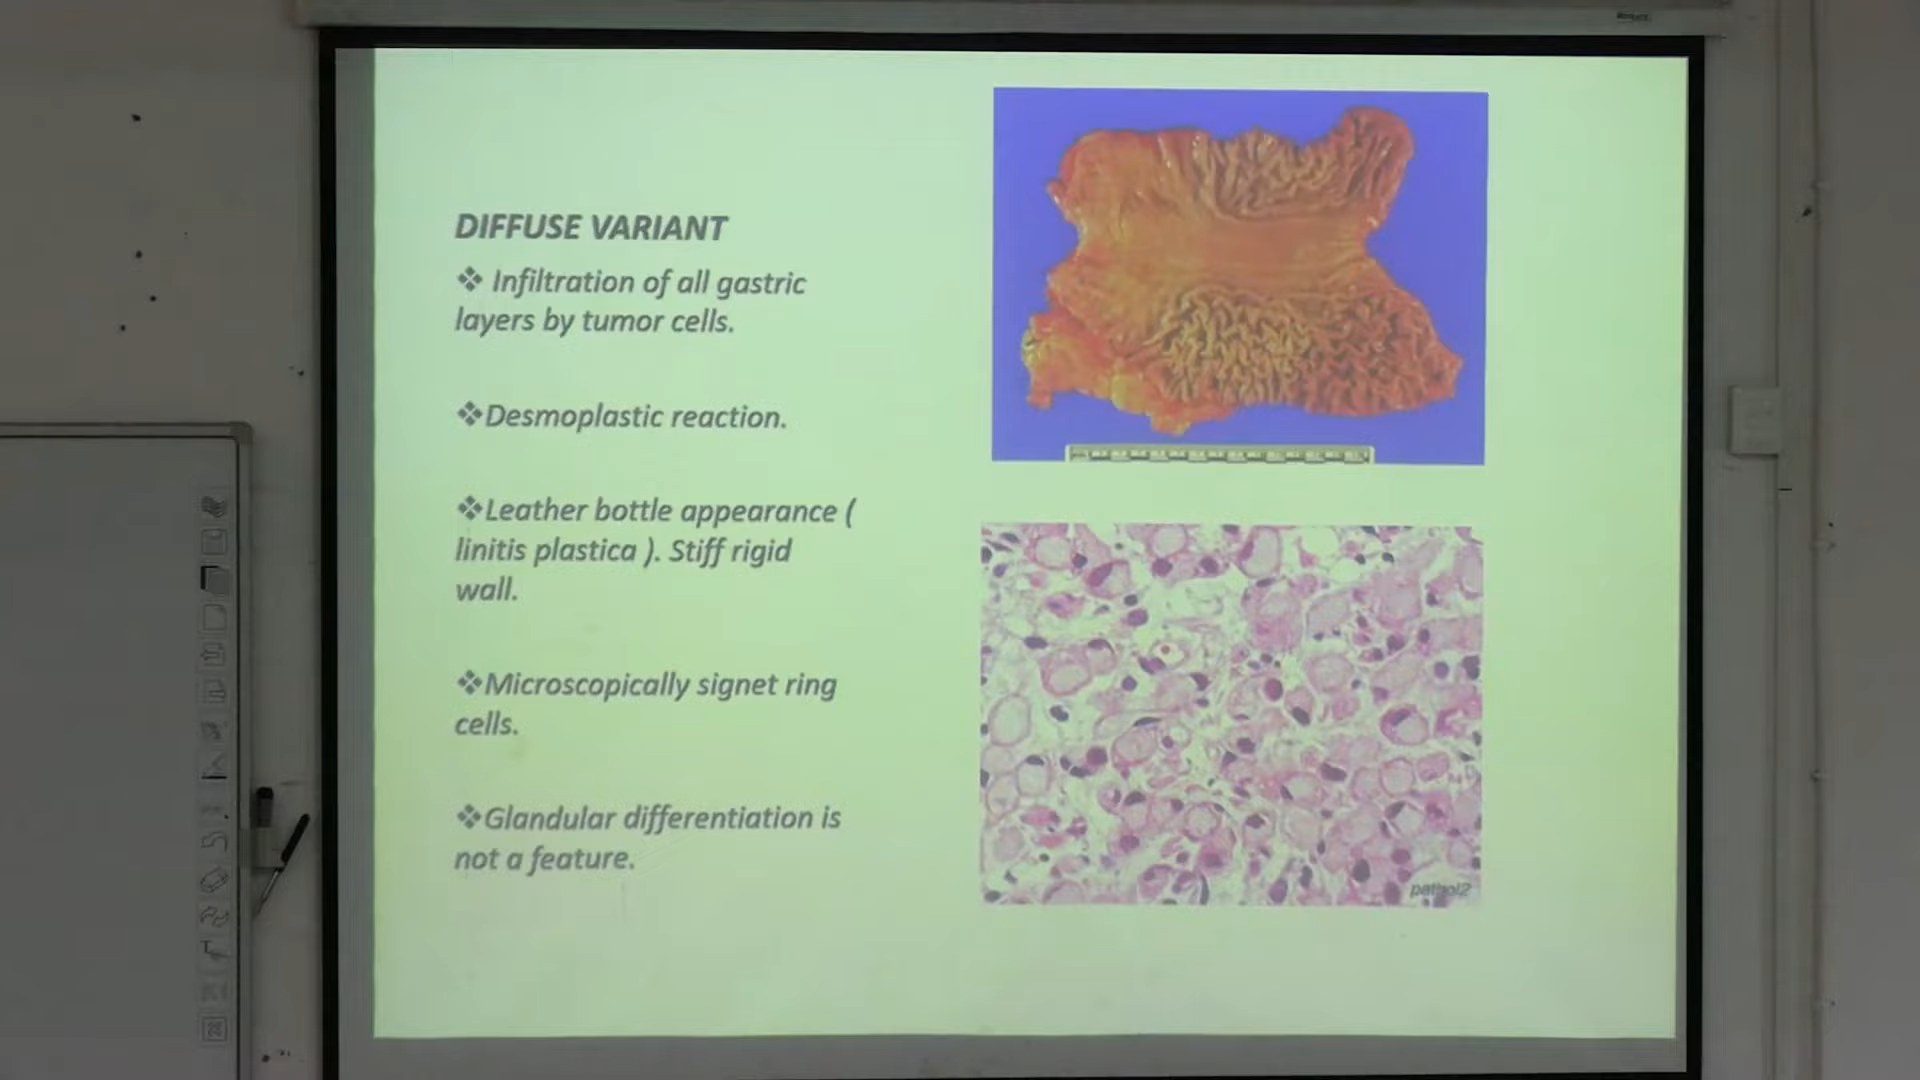 DIFFUSE VARIANT
❖ Infiltration of all gastric
layers by tumor cells.
❖Desmoplastic reaction.
❖Leather bottle appearance (
linitis plastica ). Stiff rigid
wall.
❖Microscopically signet ring
cells.
❖Glandular differentiation is
not a feature.
pathol2